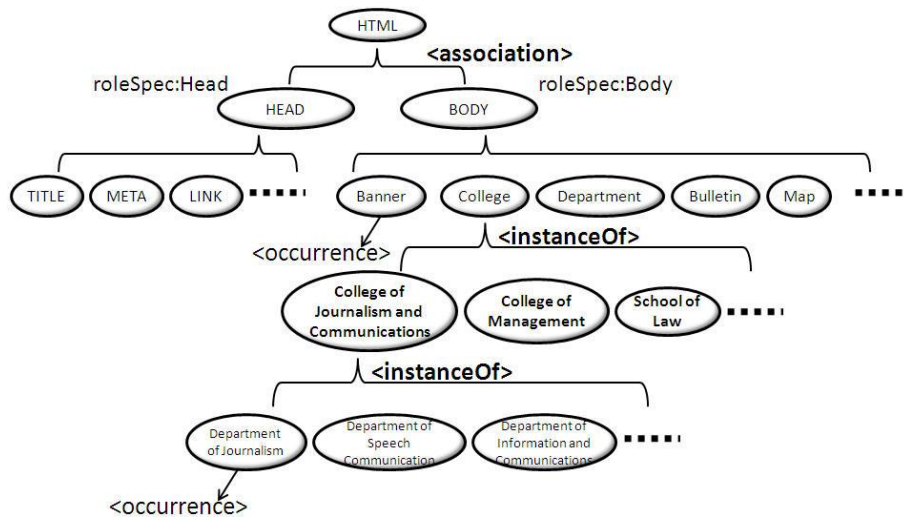 HTML
<association>
roleSpec:Head
roleSpec:Body
HEAD
BODY
TITLE
META
LINK
Banner
College
Department
Bulletin
Map
<occurrence>
<instanceOf>
College of
Journalism and
Communications
College of
Management
School of
Law
<instanceOf>
Department
of Journalism
Department of
Speech
Communication
Department of
Information and
Communications
<occurrence>